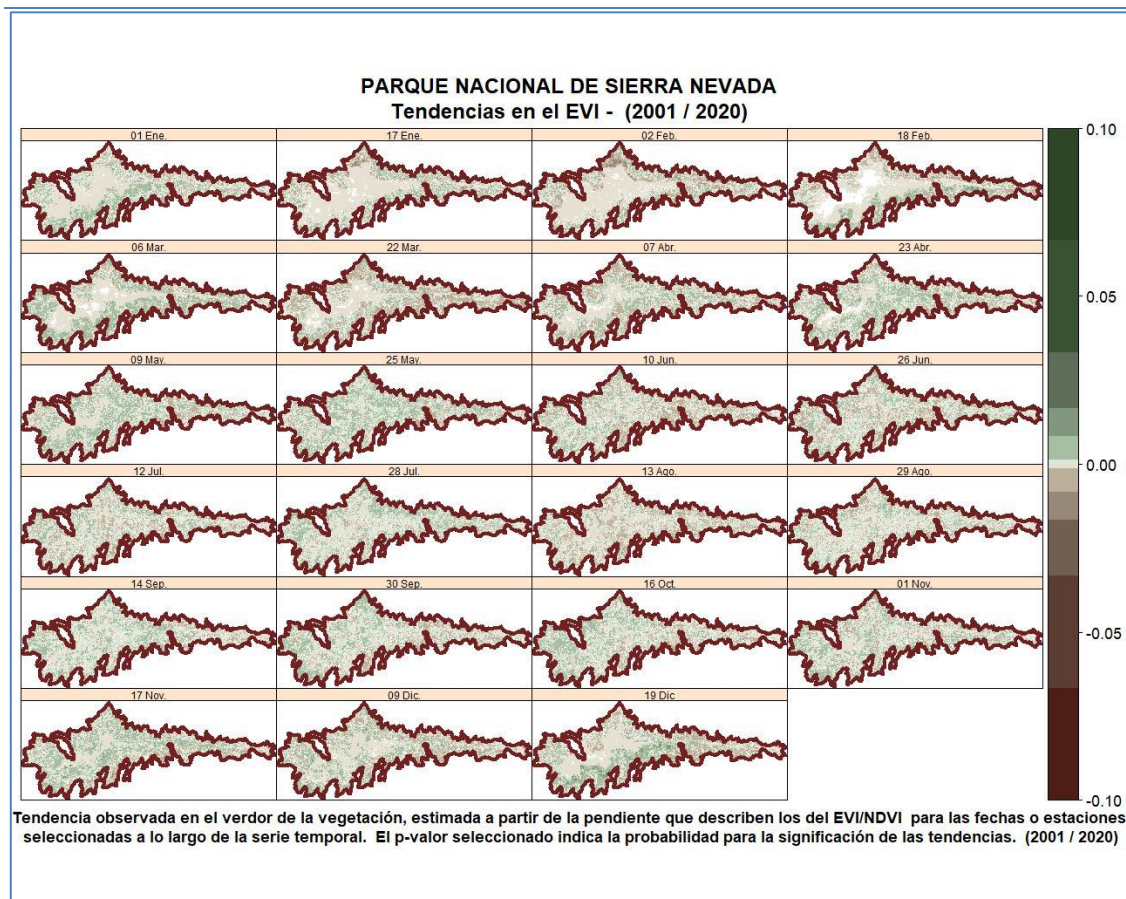 PARQUE NACIONAL DE SIERRA NEVADA
Tendencias en el EVI - (2001 / 2020)
01 Ene.
17 Ene.
02 Feb.
18 Feb.
0.10
06 Mar.
22 Mar.
07 Abr.
23 Abr.
0.05
09 May.
25 May.
10 Jun.
26 Jun.
0.00
12 Jul.
28 Jul.
13 Ago.
29 Ago.
14 Sep.
30 Sep.
16 Oct.
01 Nov.
-0.05
17 Nov.
09 Dic.
19 Dic
-0.10
Tendencia observada en el verdor de la vegetación, estimada a partir de la pendiente que describen los del EVI/NDVI para las fechas o estaciones
seleccionadas a lo largo de la serie temporal. El p-valor seleccionado indica la probabilidad para la significación de las tendencias. (2001 / 2020)